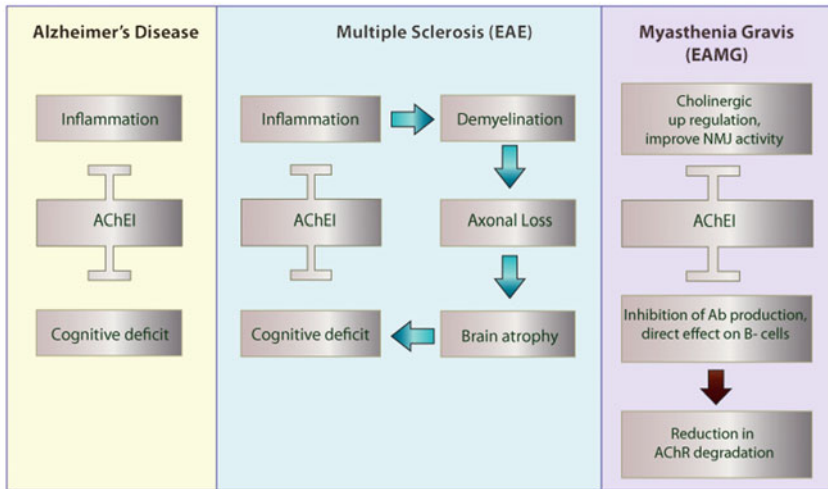 Alzheimer's Disease
Inflammation
AChEI
Cognitive deficit
Multiple Sclerosis (EAE)
Inflammation
Demyelination
AChEI
Axonal Loss
Cognitive deficit
Brain atrophy
Myasthenia Gravis
(EAMG)
Cholinergic
up regulation,
improve NMJ activity
AChEI
Inhibition of Ab production,
direct effect on B- cells
Reduction in
AChR degradation